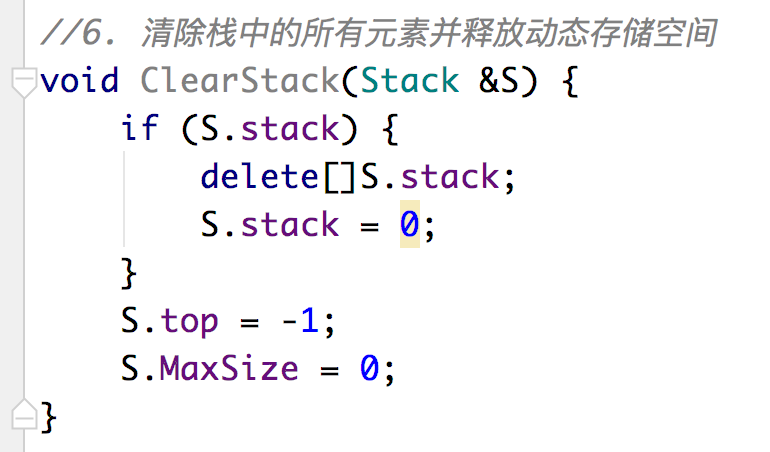 //6. 清除栈中的所有元素并释放动态存储空间
void ClearStack(Stack &S) {
    if (S.stack) {
        delete[]S.stack;
        S.stack = 0;
    }
    S.top = -1;
    S.MaxSize = 0;
}